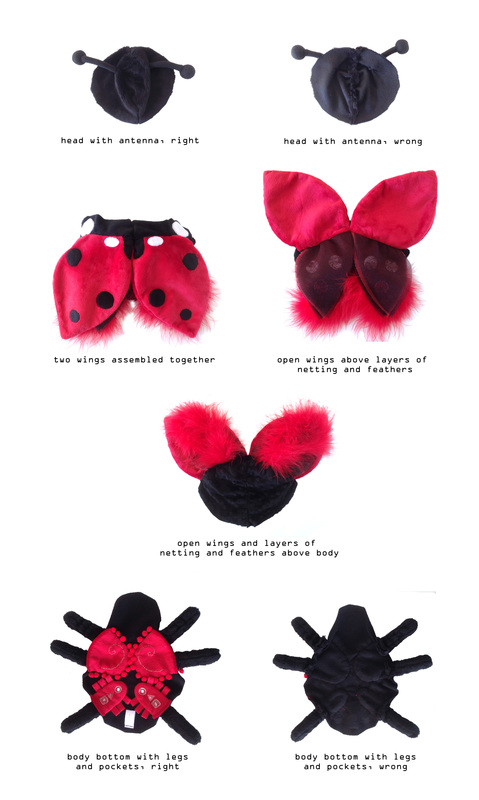 head with antenna, right
head with antenna, wrong
two wings assembled together
open wings above layers of
netting and feathers
open wings and layers of
netting and feathers above body
body bottom with legs
and pockets, right
body bottom with legs
and pockets, wrong